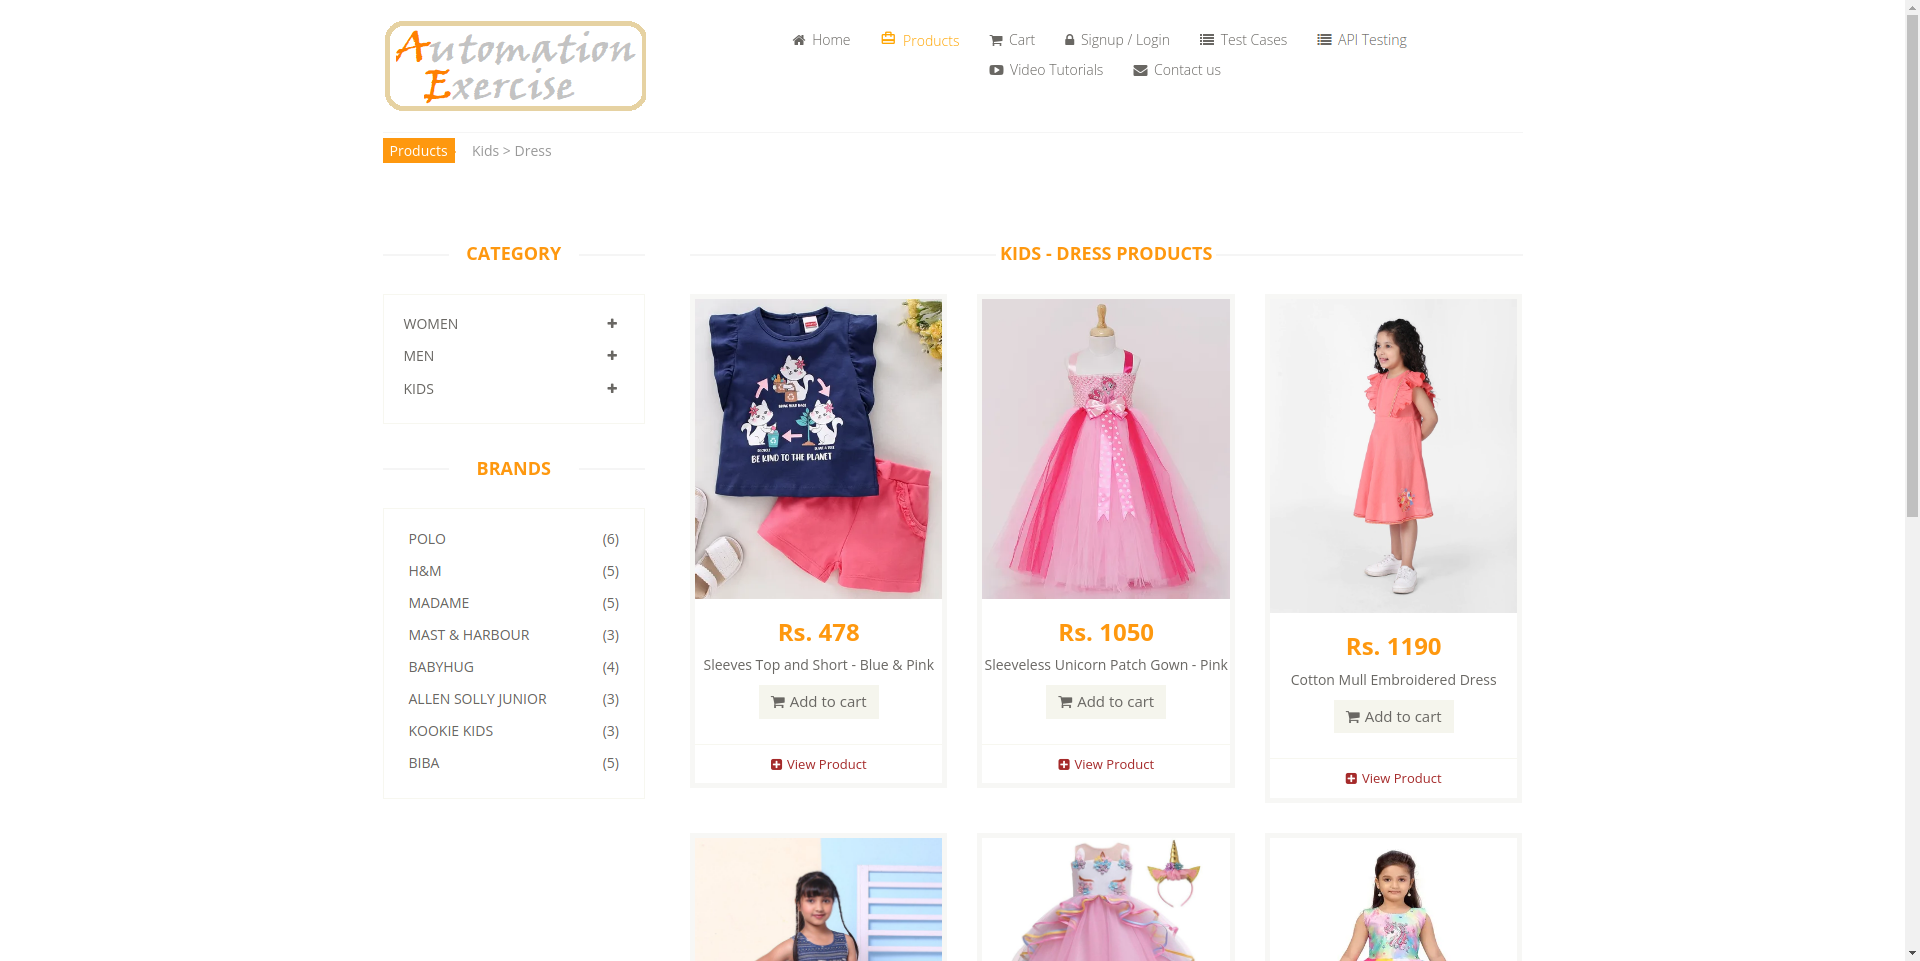 Automation
Exercise
Home
Products
Cart
Signup / Login
Test Cases
API Testing
Video Tutorials
Contact us
Products
Kids > Dress
CATEGORY
WOMEN
MEN
KIDS
BRANDS
POLO (6)
H&M (5)
MADAME (5)
MAST & HARBOUR (3)
BABYHUG (4)
ALLEN SOLLY JUNIOR (3)
KOOKIE KIDS (3)
BIBA (5)
KIDS - DRESS PRODUCTS
BE KIND TO THE PLANET
Rs. 478
Sleeves Top and Short - Blue & Pink
Add to cart
View Product
Rs. 1050
Sleeveless Unicorn Patch Gown - Pink
Add to cart
View Product
Rs. 1190
Cotton Mull Embroidered Dress
Add to cart
View Product